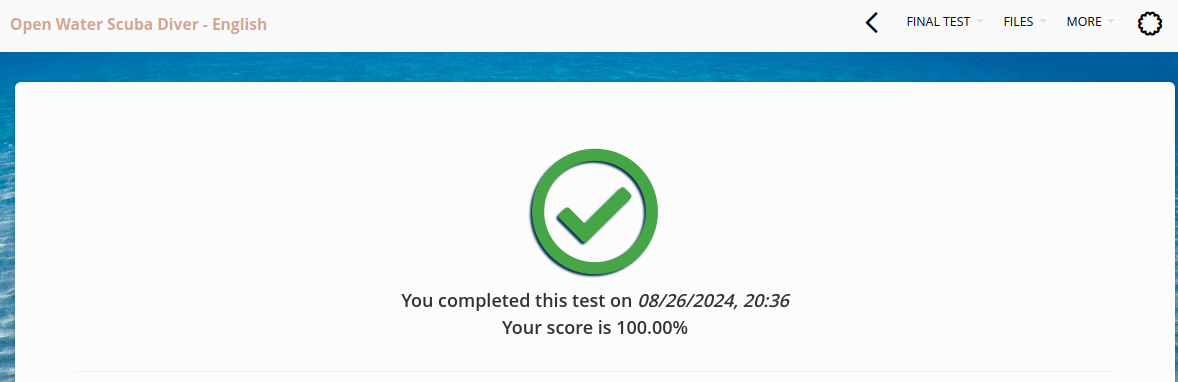 Open Water Scuba Diver - English
FINAL TEST
FILES
MORE
You completed this test on 08/26/2024, 20:36
Your score is 100.00%